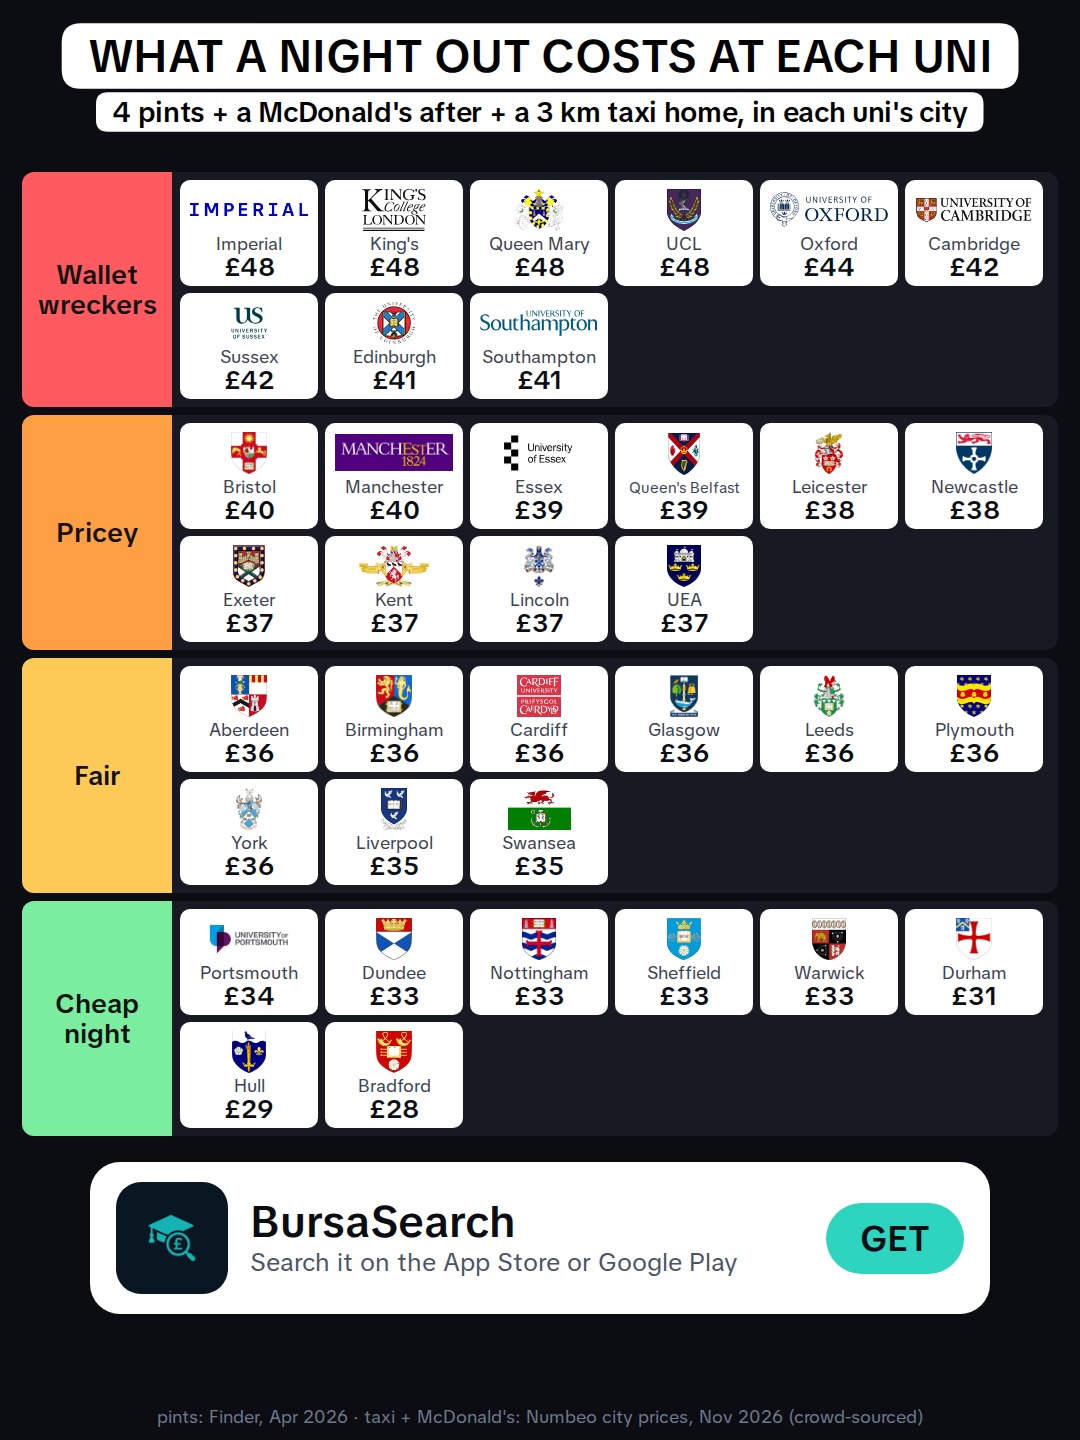 WHAT A NIGHT OUT COSTS AT EACH UNI
4 pints + a McDonald's after + a 3 km taxi home, in each uni's city
Wallet
wreckers
IMPERIAL
Imperial
£48
KING'S
College
LONDON
King's
£48
Queen Mary
£48
UCL
£48
UNIVERSITY OF
OXFORD
Oxford
£44
UNIVERSITY OF
CAMBRIDGE
Cambridge
£42
US
UNIVERSITY
OF SUSSEX
Sussex
£42
Edinburgh
£41
UNIVERSITY OF
Southampton
Southampton
£41
Pricey
Bristol
£40
MANCHESTER
1824
Manchester
£40
University
of Essex
Essex
£39
Queen's Belfast
£39
Leicester
£38
Newcastle
£38
Exeter
£37
Kent
£37
Lincoln
£37
UEA
£37
Fair
Aberdeen
£36
Birmingham
£36
CARDIFF
UNIVERSITY
PRIFYSGOL
CAERDYDD
Cardiff
£36
Glasgow
£36
Leeds
£36
Plymouth
£36
York
£36
Liverpool
£35
Swansea
£35
Cheap
night
UNIVERSITY OF
PORTSMOUTH
Portsmouth
£34
Dundee
£33
Nottingham
£33
Sheffield
£33
Warwick
£33
Durham
£31
Hull
£29
Bradford
£28
£
BursaSearch
Search it on the App Store or Google Play
GET
pints: Finder, Apr 2026 · taxi + McDonald's: Numbeo city prices, Nov 2026 (crowd-sourced)